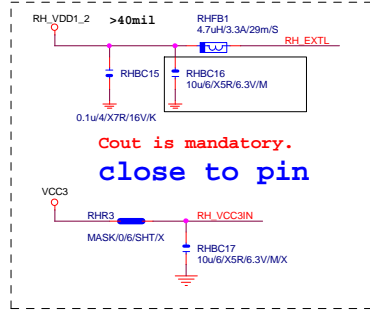 RH_VDD1_2 >40mil
RHFB1
4.7uH/3.3A/29m/S
RH_EXTL
RHBC15
0.1u/4/X7R/16V/K
RHBC16
10u/6/X5R/6.3V/M
Cout is mandatory.
close to pin
VCC3
RHR3
MASK/0/6/SHT/X
RH_VCC3IN
RHBC17
10u/6/X5R/6.3V/M/X